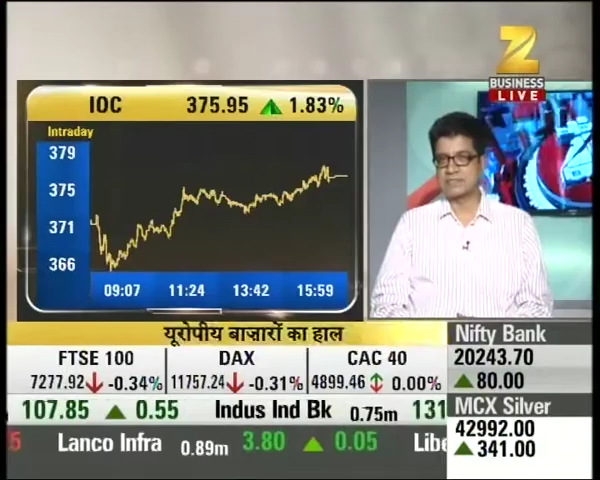 Z
BUSINESS
LIVE
IOC 375.95 1.83%
Intraday
379
375
371
366
09:07 11:24 13:42 15:59
यूरोपीय बाज़ारों का हाल
FTSE 100 DAX CAC 40
7277.92 -0.34% 11757.24 -0.31% 4899.46 0.00%
Nifty Bank
20243.70
80.00
MCX Silver
42992.00
341.00
107.85 0.55 Indus Ind Bk 0.75m 131
5 Lanco Infra 0.89m 3.80 0.05 Libe